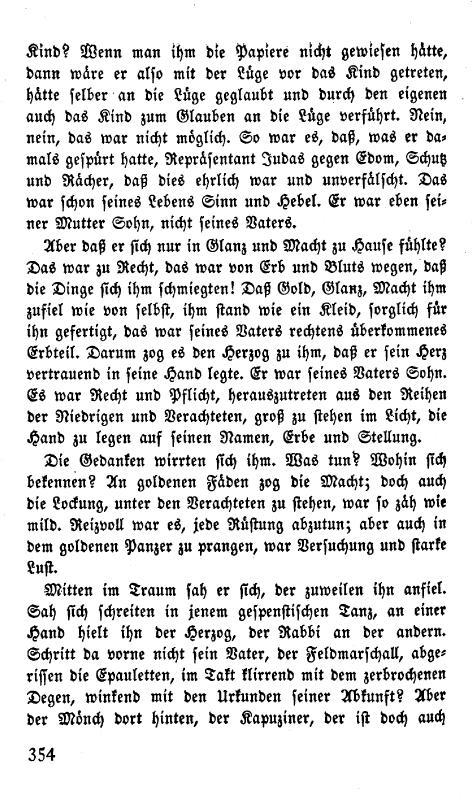 Kind? Wenn man ihm die Papiere nicht gewiesen hätte,
dann wäre er also mit der Lüge vor das Kind getreten,
hätte selber an die Lüge geglaubt und durch den eigenen
auch das Kind zum Glauben an die Lüge verführt. Nein,
nein, das war nicht möglich. So war es, daß, was er da-
mals gespürt hatte, Repräsentant Judas gegen Edom, Schutz
und Rächer, daß dies ehrlich war und unverfälscht. Das
war schon seines Lebens Sinn und Hebel. Er war eben sei-
ner Mutter Sohn, nicht seines Vaters.
Aber daß er sich nur in Glanz und Macht zu Hause fühlte?
Das war zu Recht, das war von Erb und Bluts wegen, daß
die Dinge sich ihm schmiegten! Daß Gold, Glanz, Macht ihm
zufiel wie von selbst, ihm stand wie ein Kleid, sorglich für
ihn gefertigt, das war seines Vaters rechtens überkommenes
Erbteil. Darum zog es den Herzog zu ihm, daß er sein Herz
vertrauend in seine Hand legte. Er war seines Vaters Sohn.
Es war Recht und Pflicht, herauszutreten aus den Reihen
der Niedrigen und Verachteten, groß zu stehen im Licht, die
Hand zu legen auf seinen Namen, Erbe und Stellung.
Die Gedanken wirrten sich ihm. Was tun? Wohin sich
bekennen? An goldenen Fäden zog die Macht; doch auch
die Lockung, unter den Verachteten zu stehen, war so zäh wie
mild. Reizvoll war es, jede Rüstung abzutun; aber auch in
dem goldenen Panzer zu prangen, war Versuchung und starke
Lust.
Mitten im Traum sah er sich, der zuweilen ihn anfiel.
Sah sich schreiten in jenem gespenstischen Tanz, an einer
Hand hielt ihn der Herzog, der Rabbi an der andern.
Schritt da vorne nicht sein Vater, der Feldmarschall, abge-
rissen die Epauletten, im Takt klirrend mit dem zerbrochenen
Degen, winkend mit den Urkunden seiner Abkunft? Aber
der Mönch dort hinten, der Kapuziner, der ist doch auch
354